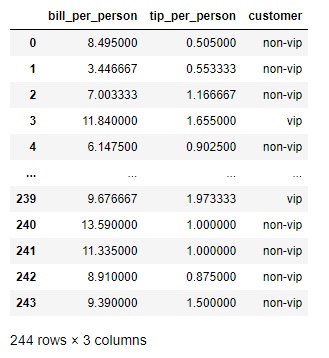 bill_per_person tip_per_person customer
0 8.495000 0.505000 non-vip
1 3.446667 0.553333 non-vip
2 7.003333 1.166667 non-vip
3 11.840000 1.655000 vip
4 6.147500 0.902500 non-vip
... ... ... ...
239 9.676667 1.973333 vip
240 13.590000 1.000000 non-vip
241 11.335000 1.000000 non-vip
242 8.910000 0.875000 non-vip
243 9.390000 1.500000 non-vip
244 rows × 3 columns